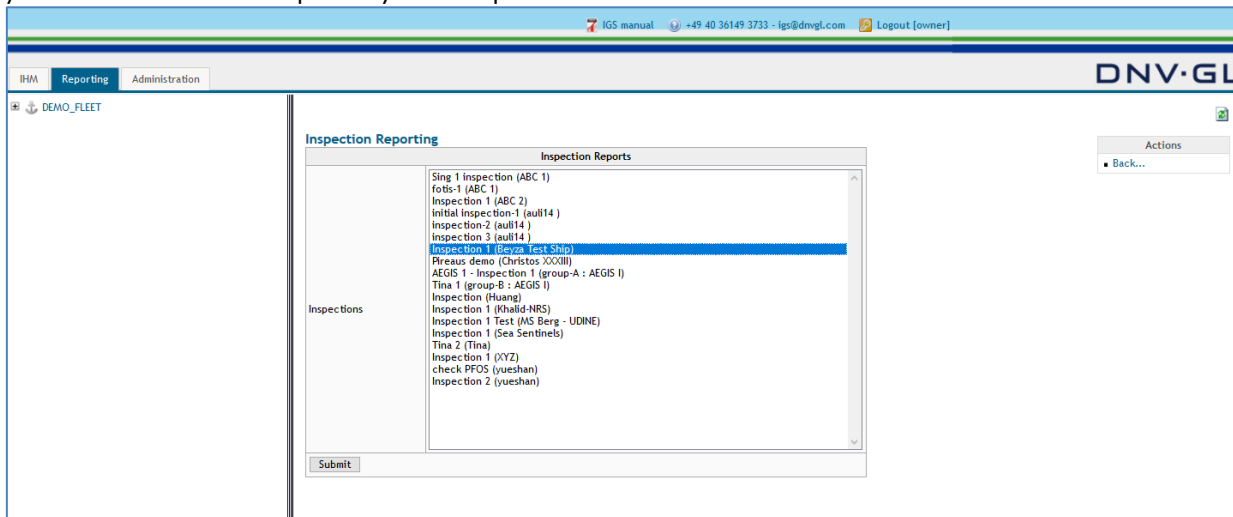 IGS manual +49 40 36149 3733 - igs@dnvgl.com Logout [owner]
IHM Reporting Administration
DNV·GL
DEMO_FLEET
Inspection Reporting
Actions
Inspection Reports
Back...
Sing 1 inspection (ABC 1)
fotis-1 (ABC 1)
Inspection 1 (ABC 2)
initial inspection-1 (auli14 )
inspection-2 (auli14 )
inspection 3 (auli14 )
Inspection 1 (Beyza Test Ship)
Pireaus demo (Christos XXXIII)
AEGIS 1 - Inspection 1 (group-A : AEGIS I)
Tina 1 (group-B : AEGIS I)
Inspection (Huang)
Inspections
Inspection 1 (Khalid-NRS)
Inspection 1 Test (MS Berg - UDINE)
Inspection 1 (Sea Sentinels)
Tina 2 (Tina)
Inspection 1 (XYZ)
check PFOS (yueshan)
Inspection 2 (yueshan)
Submit